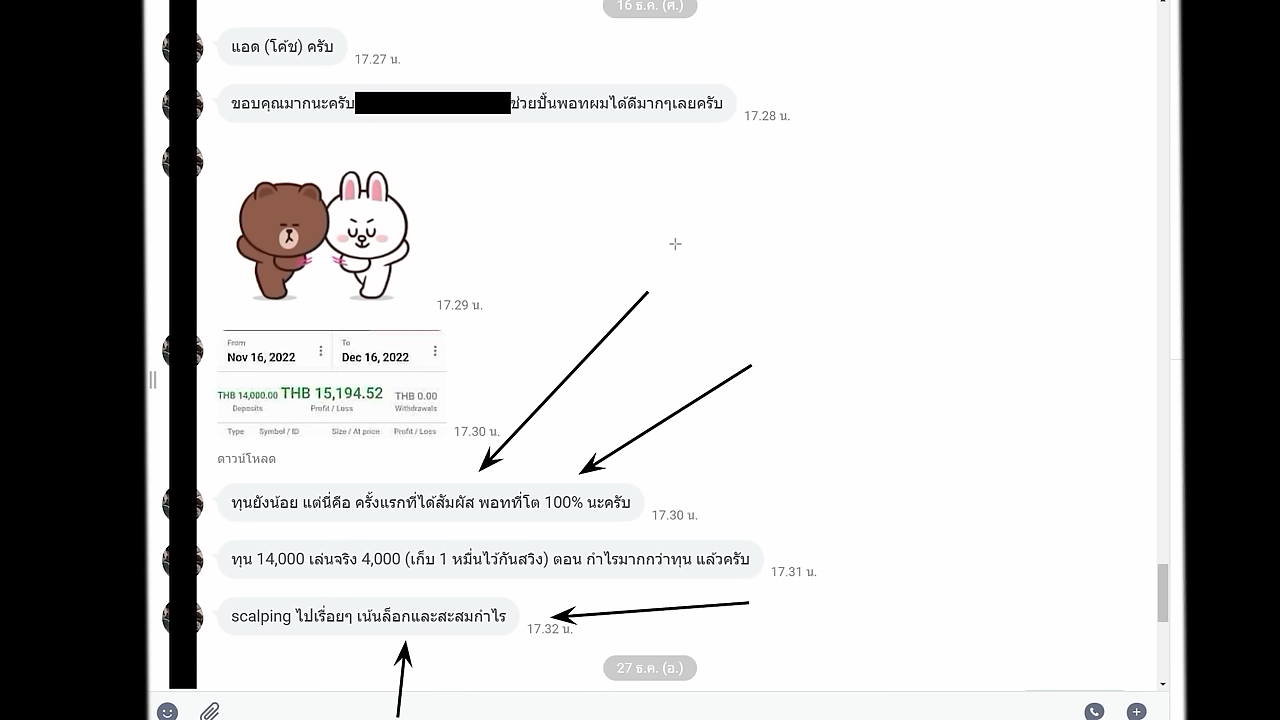 16 ธ.ค. (ศ.)
แอด (โค้ช) ครับ
17.27 น.
ขอบคุณมากนะครับ ช่วยปั้นพอทผมได้ดีมากๆเลยครับ
17.28 น.
17.29 น.
From To
Nov 16, 2022 Dec 16, 2022
THB 14,000.00 THB 15,194.52 THB 0.00
Deposits Profit / Loss Withdrawals
Type Symbol / ID Size / At price Profit / Loss
17.30 น.
ดาวน์โหลด
ทุนยังน้อย แต่นี่คือ ครั้งแรกที่ได้สัมผัส พอทที่โต 100% นะครับ
17.30 น.
ทุน 14,000 เล่นจริง 4,000 (เก็บ 1 หมื่นไว้กันสวิง) ตอน กำไรมากกว่าทุน แล้วครับ
17.31 น.
scalping ไปเรื่อยๆ เน้นล็อกและสะสมกำไร
17.32 น.
27 ธ.ค. (อ.)